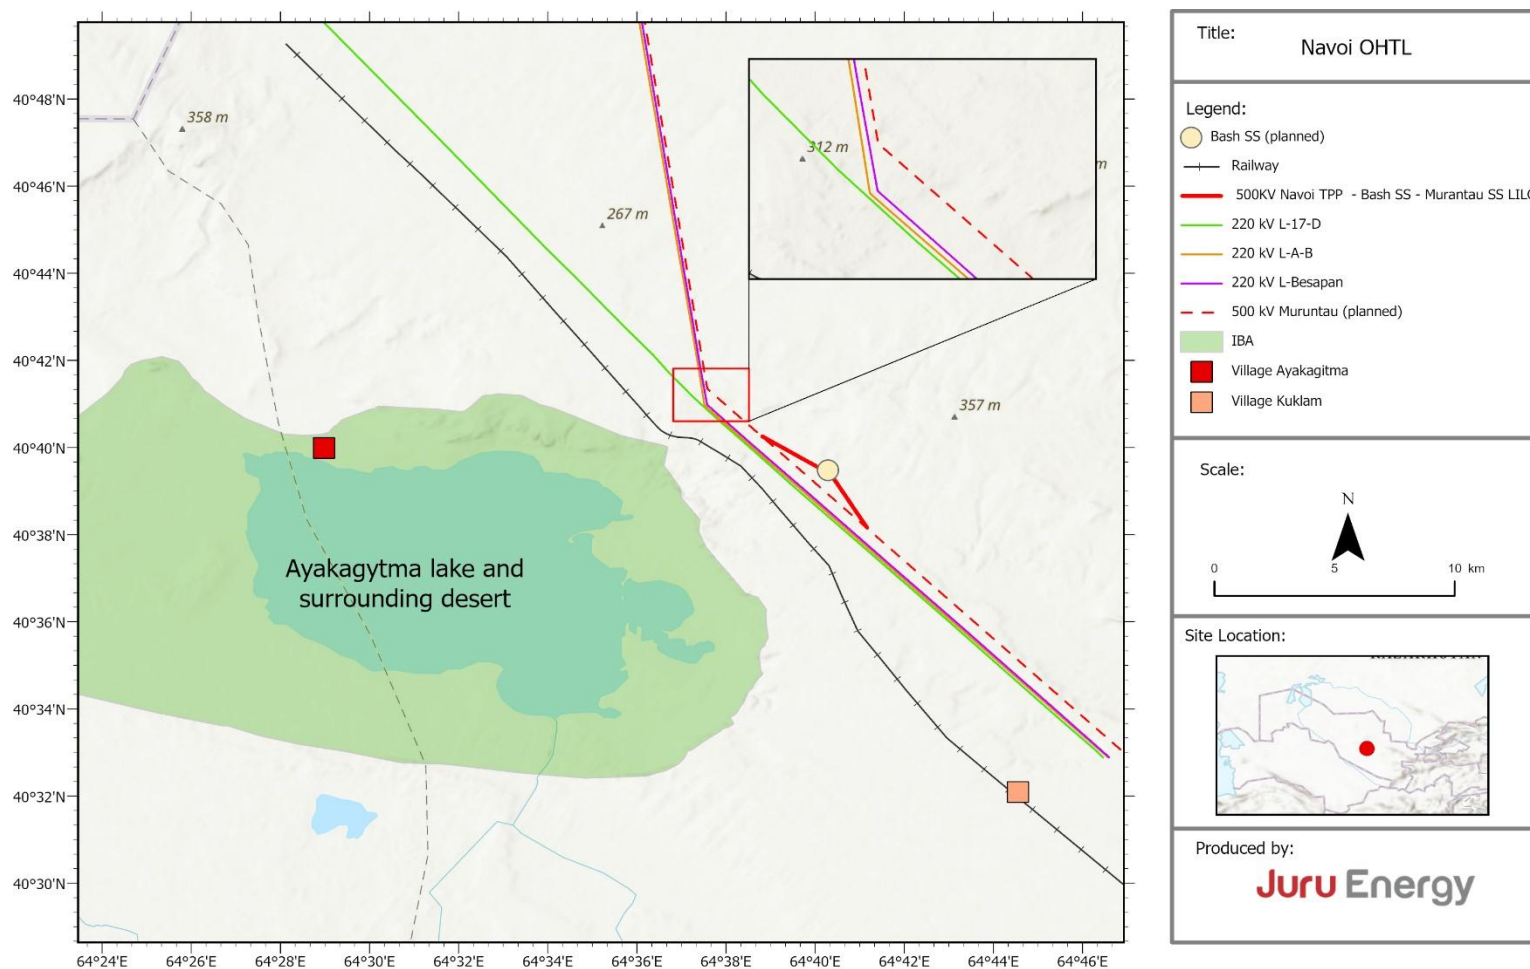 358 m
267 m
312 m
m
357 m
Ayakagytma lake and
surrounding desert
40°48'N
40°46'N
40°44'N
40°42'N
40°40'N
40°38'N
40°36'N
40°34'N
40°32'N
40°30'N
64°24'E
64°26'E
64°28'E
64°30'E
64°32'E
64°34'E
64°36'E
64°38'E
64°40'E
64°42'E
64°44'E
64°46'E
Title:
Navoi OHTL
Legend:
Bash SS (planned)
Railway
500KV Navoi TPP - Bash SS - Murantau SS
220 kV L-17-D
220 kV L-A-B
220 kV L-Besapan
500 kV Muruntau (planned)
IBA
Village Ayakagitma
Village Kuklam
Scale:
N
0 5 10 km
Site Location:
Produced by:
Juru Energy